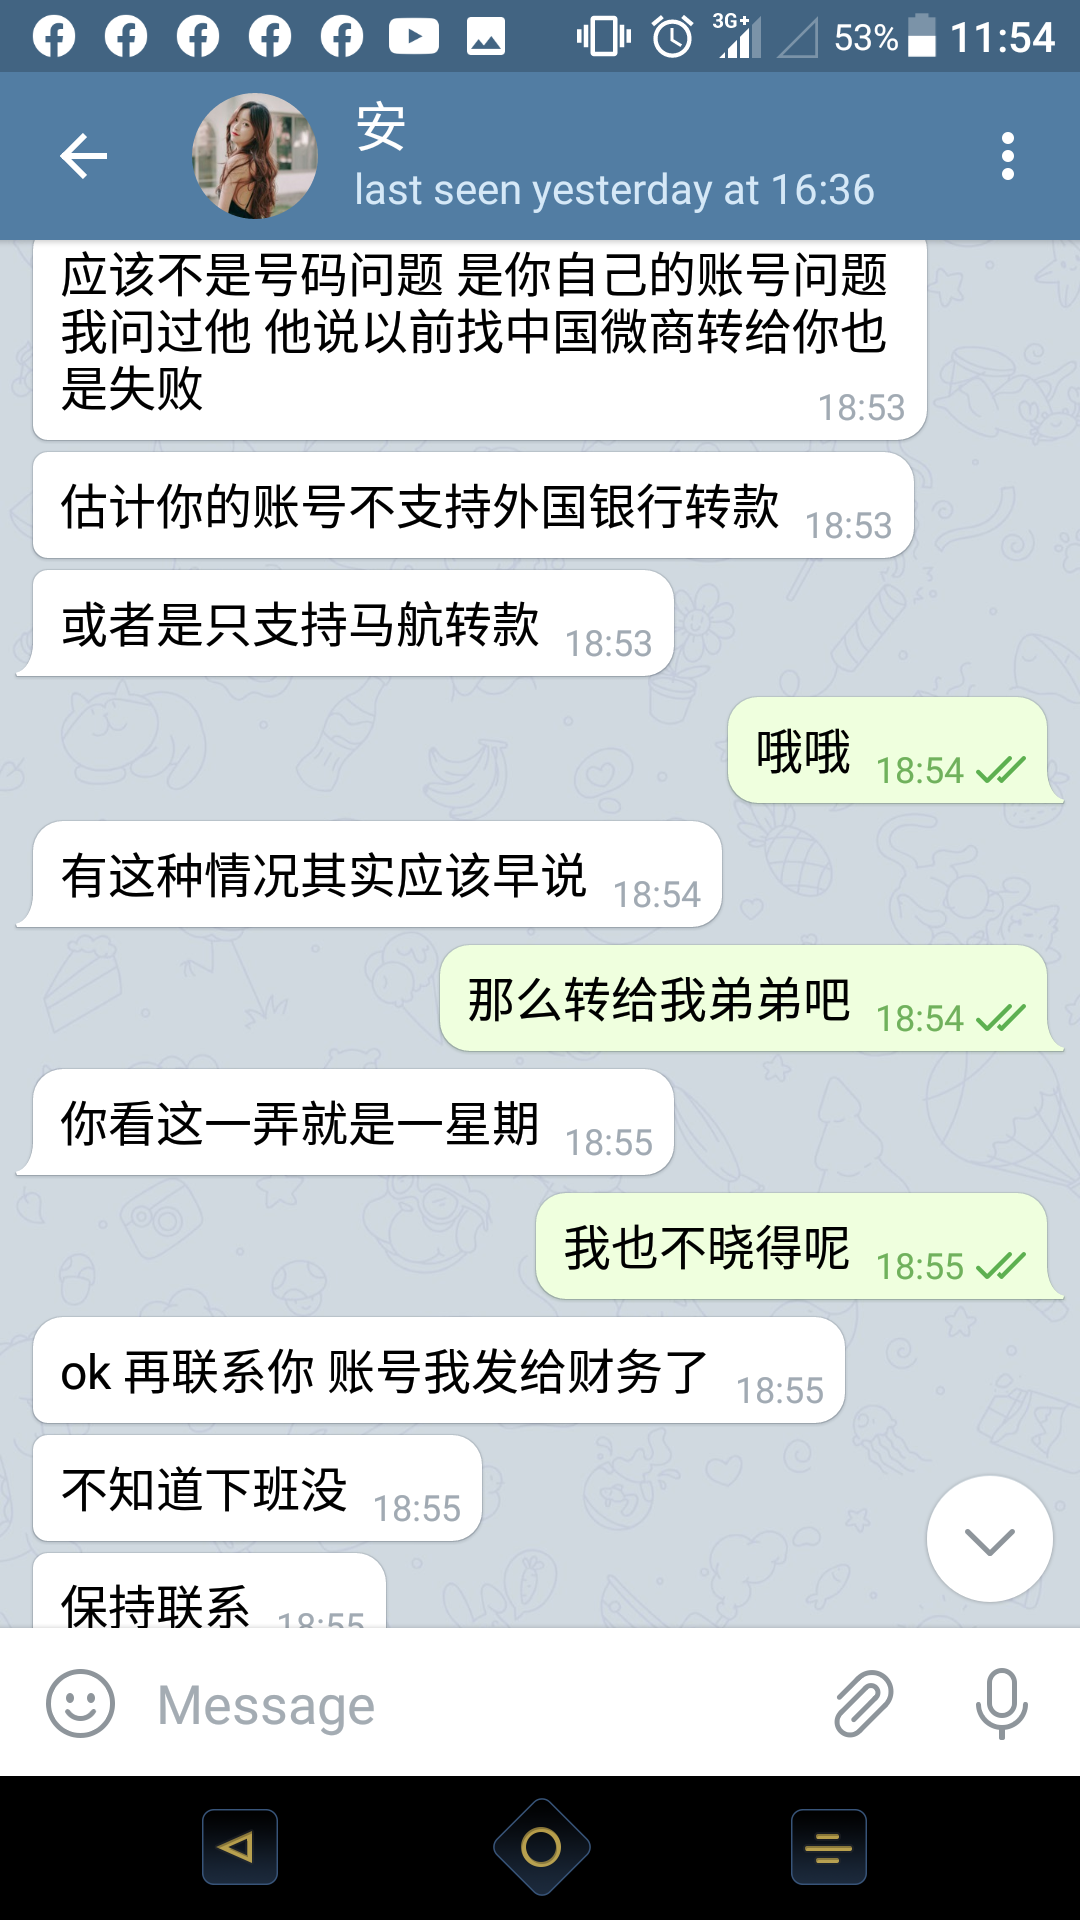 3G+
53%
11:54
安
last seen yesterday at 16:36
应该不是号码问题 是你自己的账号问题
我问过他 他说以前找中国微商转给你也
是失败
18:53
估计你的账号不支持外国银行转款
18:53
或者是只支持马航转款
18:53
哦哦
18:54
有这种情况其实应该早说
18:54
那么转给我弟弟吧
18:54
你看这一弄就是一星期
18:55
我也不晓得呢
18:55
ok 再联系你 账号我发给财务了
18:55
不知道下班没
18:55
保持联系
18:55
Message